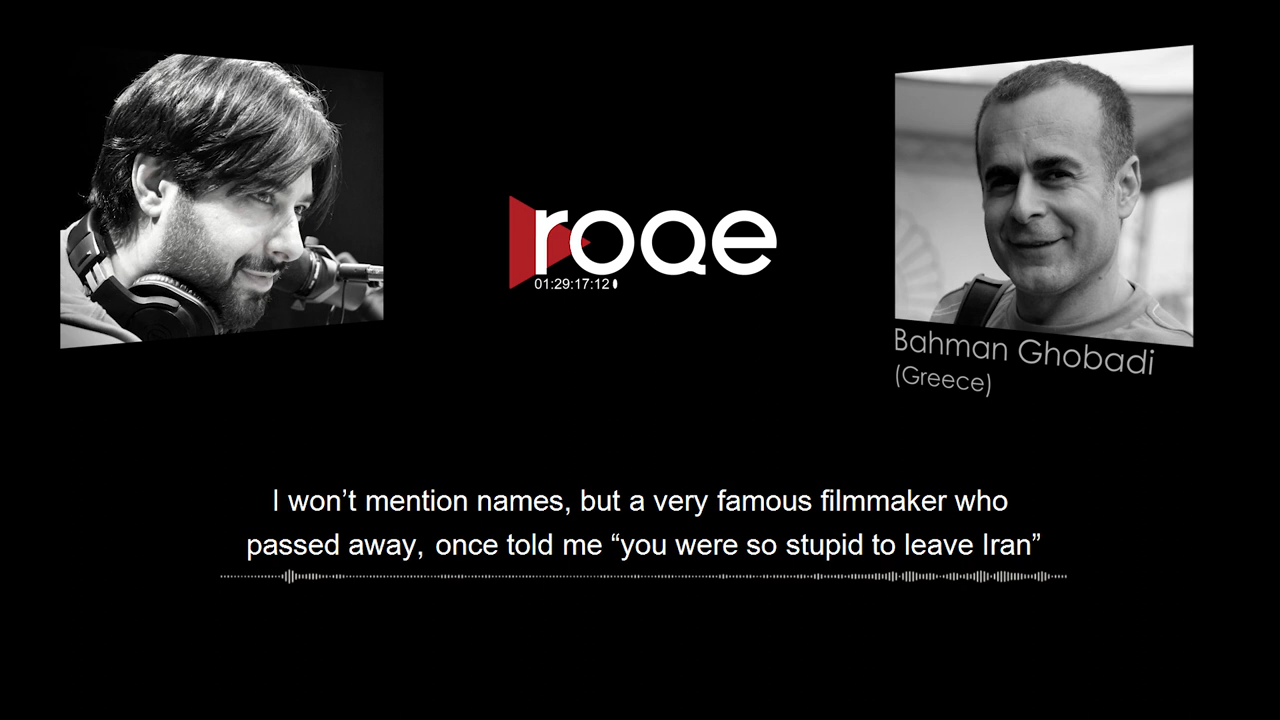 roqe
01:29:17:12
Bahman Ghobadi
(Greece)
I won’t mention names, but a very famous filmmaker who
passed away, once told me “you were so stupid to leave Iran”